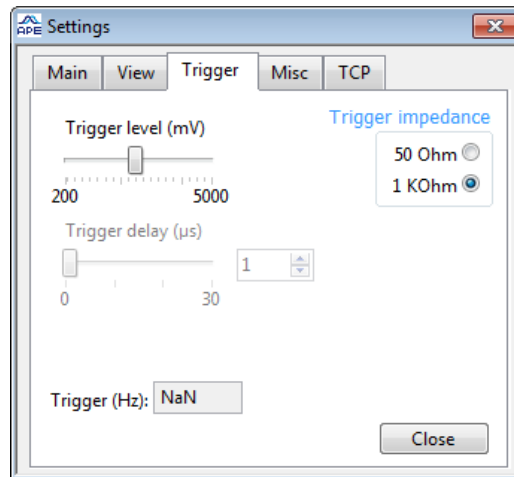 APE Settings
Main View Trigger Misc TCP
Trigger level (mV)
200 5000
Trigger impedance
50 Ohm
1 KOhm
Trigger delay (µs)
1
0 30
Trigger (Hz): NaN
Close